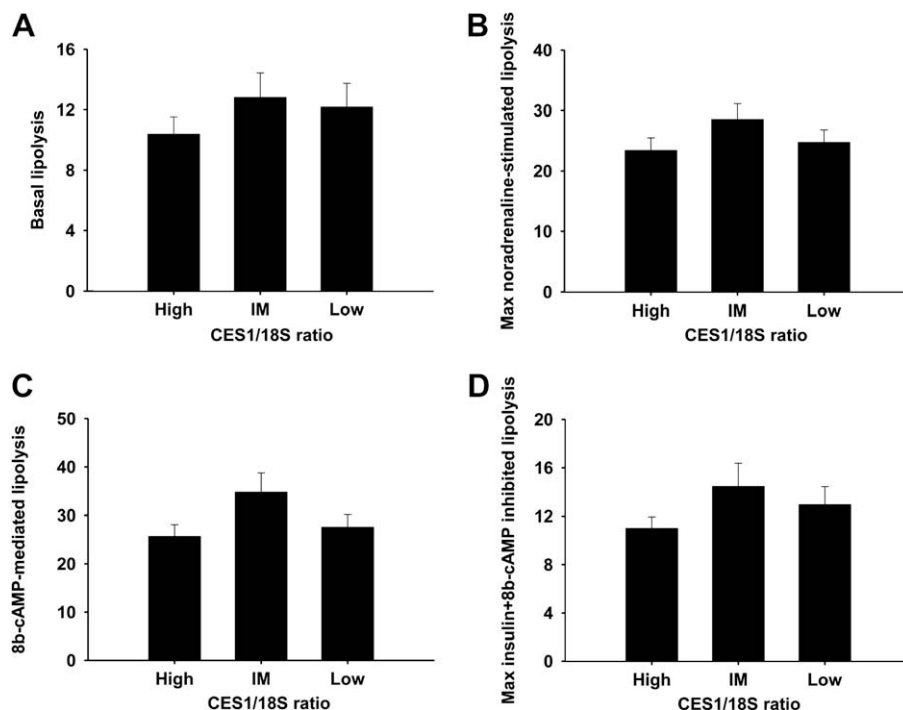 A
Basal lipolysis
16
12
8
4
0
High IM Low
CES1/18S ratio
B
Max noradrenaline-stimulated lipolysis
40
30
20
10
0
High IM Low
CES1/18S ratio
C
8b-cAMP-mediated lipolysis
50
40
30
20
10
0
High IM Low
CES1/18S ratio
D
Max insulin+8b-cAMP inhibited lipolysis
20
16
12
8
4
0
High IM Low
CES1/18S ratio